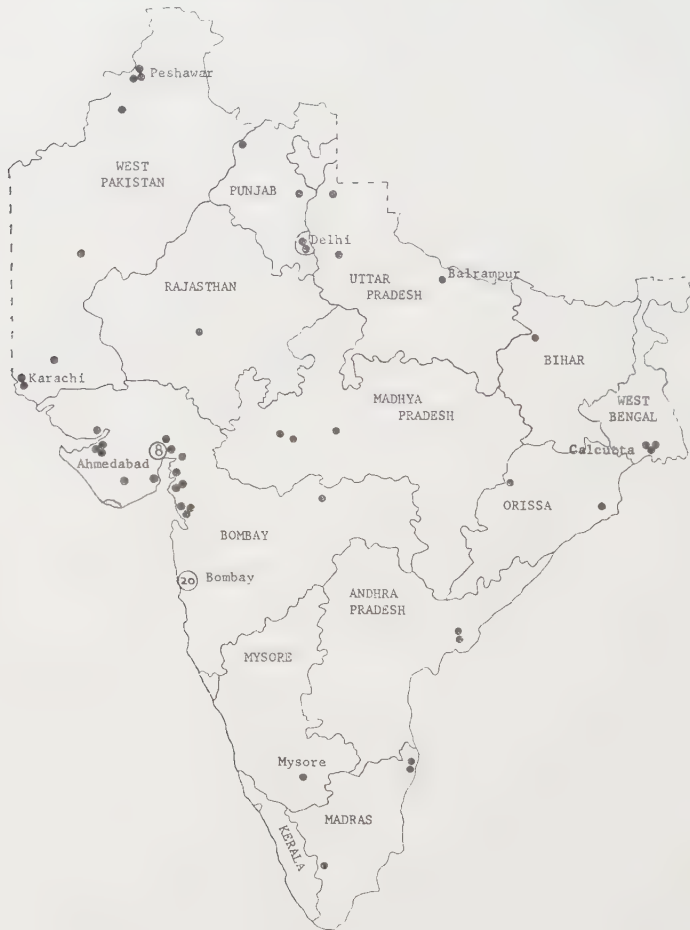 Peshawar
WEST
PAKISTAN
PUNJAB
Delhi
RAJASTHAN
UTTAR
PRADESH
Balrampur
BIHAR
Karachi
MADHYA
PRADESH
WEST
BENGAL
Calcutta
8
Ahmedabad
ORISSA
BOMBAY
20 Bombay
ANDHRA
PRADESH
MYSORE
Mysore
MADRAS
KERALA